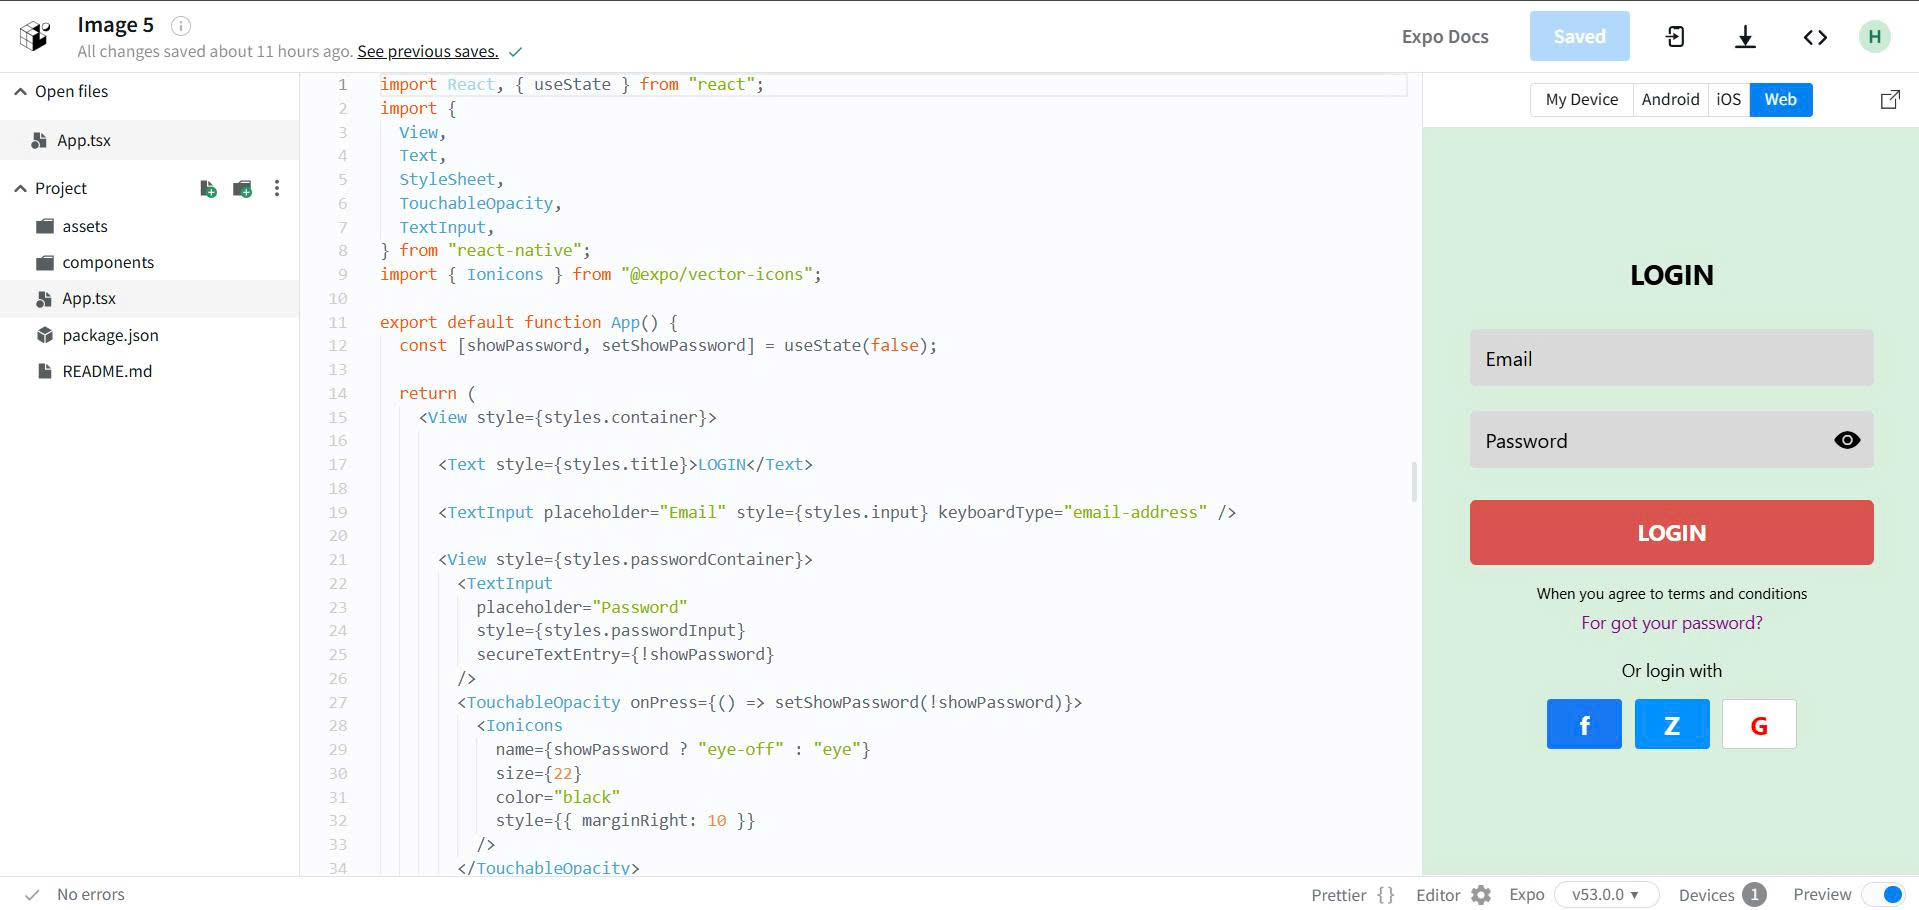 Image 5
All changes saved about 11 hours ago. See previous saves.
Expo Docs
Saved
H
Open files
App.tsx
Project
assets
components
App.tsx
package.json
README.md
1 import React, { useState } from "react";
2 import {
3   View,
4   Text,
5   StyleSheet,
6   TouchableOpacity,
7   TextInput,
8 } from "react-native";
9 import { Ionicons } from "@expo/vector-icons";
10
11 export default function App() {
12   const [showPassword, setShowPassword] = useState(false);
13
14   return (
15     <View style={styles.container}>
16
17       <Text style={styles.title}>LOGIN</Text>
18
19       <TextInput placeholder="Email" style={styles.input} keyboardType="email-address" />
20
21       <View style={styles.passwordContainer}>
22         <TextInput
23           placeholder="Password"
24           style={styles.passwordInput}
25           secureTextEntry={!showPassword}
26         />
27         <TouchableOpacity onPress={() => setShowPassword(!showPassword)}>
28           <Ionicons
29             name={showPassword ? "eye-off" : "eye"}
30             size={22}
31             color="black"
32             style={{ marginRight: 10 }}
33           />
34         </TouchableOpacity>
My Device Android iOS Web
LOGIN
Email
Password
LOGIN
When you agree to terms and conditions
For got your password?
Or login with
f Z G
No errors
Prettier {} Editor Expo v53.0.0 Devices 1 Preview